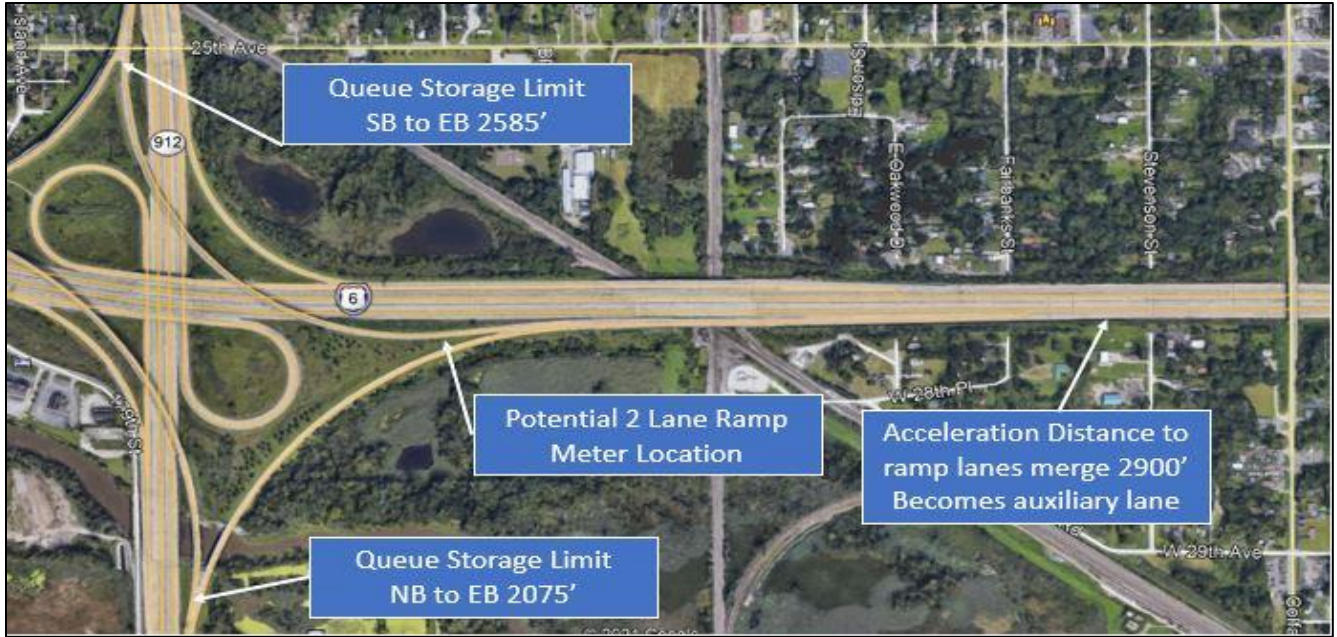 25th Ave
Queue Storage Limit
SB to EB 2585'
912
Edison St
E Oakwood Dr
Fairbanks St
Stevenson St
6
W 28th Pl
Potential 2 Lane Ramp
Meter Location
Acceleration Distance to
ramp lanes merge 2900'
Becomes auxiliary lane
W 29th Ave
Queue Storage Limit
NB to EB 2075'